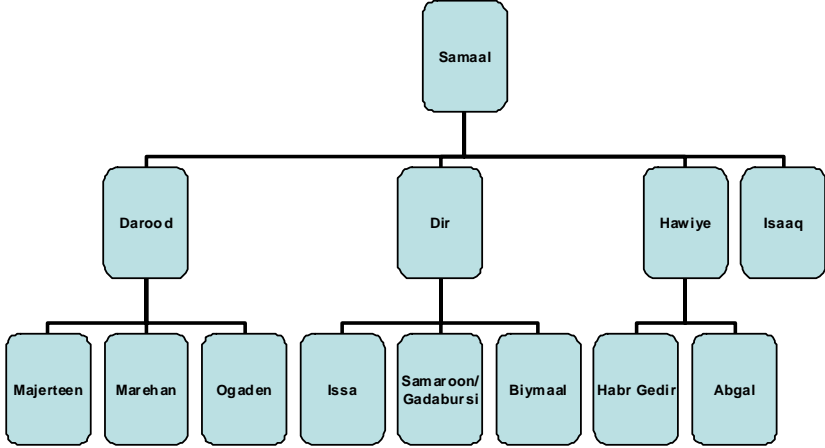 Samaal
Darood
Dir
Hawiye
Isaaq
Majerteen
Marehan
Ogaden
Issa
Samaroon/
Gadabursi
Biymaal
Habr Gedir
Abgal